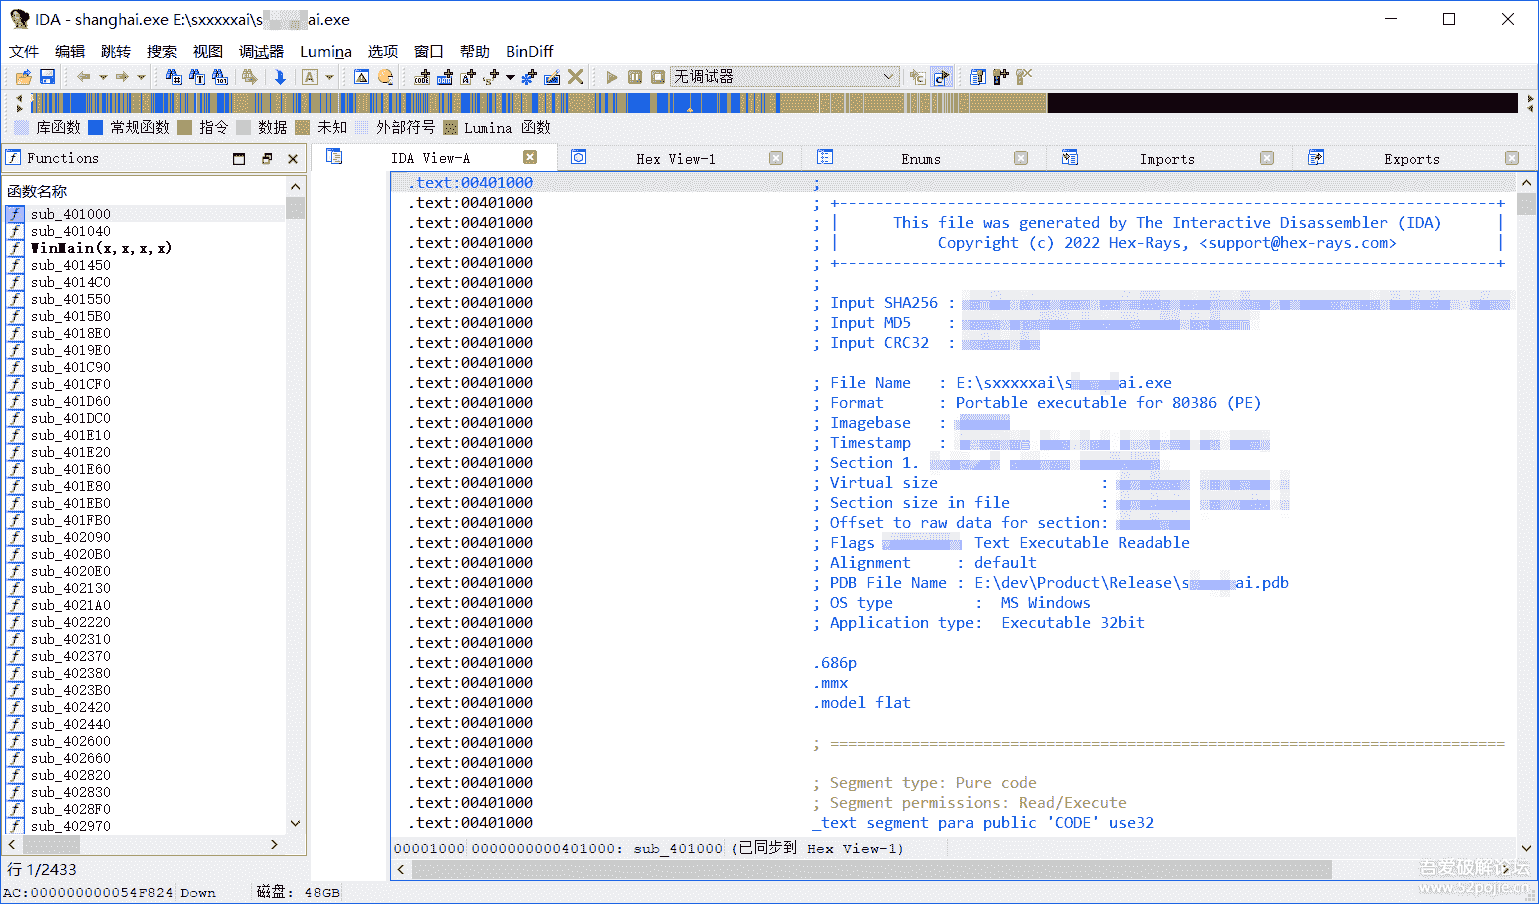 IDA - shanghai.exe E:\sxxxxxai\s ai.exe
文件 编辑 跳转 搜索 视图 调试器 Lumina 选项 窗口 帮助 BinDiff
无调试器
库函数 常规函数 指令 数据 未知 外部符号 Lumina 函数
Functions
IDA View-A
Hex View-1
Enums
Imports
Exports
函数名称
sub_401000
sub_401040
WinMain(x,x,x,x)
sub_401450
sub_4014C0
sub_401550
sub_4015B0
sub_4018E0
sub_4019E0
sub_401C90
sub_401CF0
sub_401D60
sub_401DC0
sub_401E10
sub_401E20
sub_401E60
sub_401E80
sub_401EB0
sub_401FB0
sub_402090
sub_4020B0
sub_4020E0
sub_402130
sub_4021A0
sub_402220
sub_402310
sub_402370
sub_402380
sub_4023B0
sub_402420
sub_402440
sub_402600
sub_402660
sub_402820
sub_402830
sub_4028F0
sub_402970
行 1/2433
.text:00401000 ;
.text:00401000 ; +-------------------------------------------------------------------------+
.text:00401000 ; | This file was generated by The Interactive Disassembler (IDA) |
.text:00401000 ; | Copyright (c) 2022 Hex-Rays, <support@hex-rays.com> |
.text:00401000 ; +-------------------------------------------------------------------------+
.text:00401000 ;
.text:00401000 ; Input SHA256 :
.text:00401000 ; Input MD5 :
.text:00401000 ; Input CRC32 :
.text:00401000
.text:00401000 ; File Name : E:\sxxxxxai\s ai.exe
.text:00401000 ; Format : Portable executable for 80386 (PE)
.text:00401000 ; Imagebase :
.text:00401000 ; Timestamp :
.text:00401000 ; Section 1.
.text:00401000 ; Virtual size :
.text:00401000 ; Section size in file :
.text:00401000 ; Offset to raw data for section:
.text:00401000 ; Flags Text Executable Readable
.text:00401000 ; Alignment : default
.text:00401000 ; PDB File Name : E:\dev\Product\Release\s ai.pdb
.text:00401000 ; OS type : MS Windows
.text:00401000 ; Application type: Executable 32bit
.text:00401000
.text:00401000 .686p
.text:00401000 .mmx
.text:00401000 .model flat
.text:00401000
.text:00401000 ; ===========================================================================
.text:00401000
.text:00401000 ; Segment type: Pure code
.text:00401000 ; Segment permissions: Read/Execute
.text:00401000 _text segment para public 'CODE' use32
00001000 0000000000401000: sub_401000 (已同步到 Hex View-1)
AC:000000000054F824 Down 磁盘: 48GB
吾爱破解论坛
www.52pojie.cn